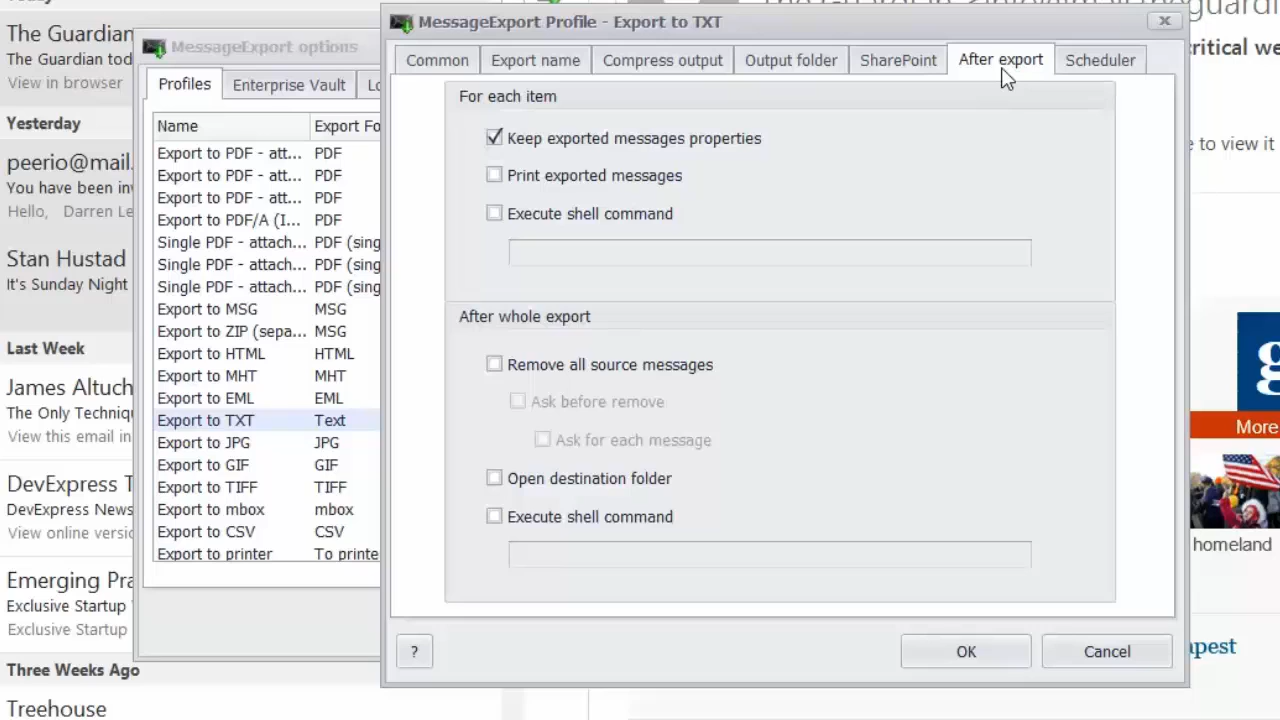 The Guardian
The Guardian tod
View in browser
Yesterday
peerio@mail.
You have been in
Hello, Darren Le
Stan Hustad
It's Sunday Night
Last Week
James Altuch
The Only Techniq
View this email in
DevExpress T
DevExpress News
View online versio
Emerging Pra
Exclusive Startup
Exclusive Startup
Three Weeks Ago
Treehouse
MessageExport options
Profiles
Enterprise Vault
Lo
Name Export Fo
Export to PDF - att... PDF
Export to PDF - att... PDF
Export to PDF - att... PDF
Export to PDF/A (I... PDF
Single PDF - attach... PDF (sing
Single PDF - attach... PDF (sing
Single PDF - attach... PDF (sing
Export to MSG MSG
Export to ZIP (sepa... MSG
Export to HTML HTML
Export to MHT MHT
Export to EML EML
Export to TXT Text
Export to JPG JPG
Export to GIF GIF
Export to TIFF TIFF
Export to mbox mbox
Export to CSV CSV
Export to printer To printe
MessageExport Profile - Export to TXT
Common Export name Compress output Output folder SharePoint After export Scheduler
For each item
Keep exported messages properties
Print exported messages
Execute shell command
After whole export
Remove all source messages
Ask before remove
Ask for each message
Open destination folder
Execute shell command
?
OK
Cancel
guardi
critical we
e to view it
g
More
homeland
apest